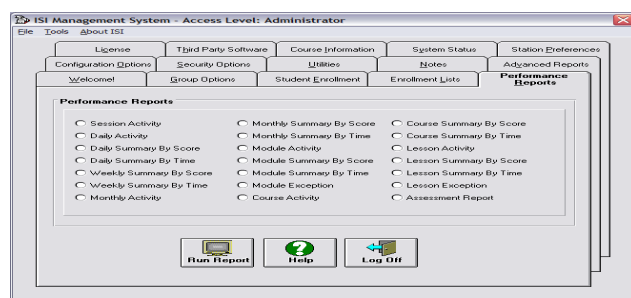 ISI Management System - Access Level: Administrator
File Tools About ISI
License Third Party Software Course Information System Status Station Preferences
Configuration Options Security Options Utilities Notes Advanced Reports
Welcome! Group Options Student Enrollment Enrollment Lists Performance Reports
Performance Reports
Session Activity Monthly Summary By Score Course Summary By Score
Daily Activity Monthly Summary By Time Course Summary By Time
Daily Summary By Score Module Activity Lesson Activity
Daily Summary By Time Module Summary By Score Lesson Summary By Score
Weekly Summary By Score Module Summary By Time Lesson Summary By Time
Weekly Summary By Time Module Exception Lesson Exception
Monthly Activity Course Activity Assessment Report
Run Report Help Log Off